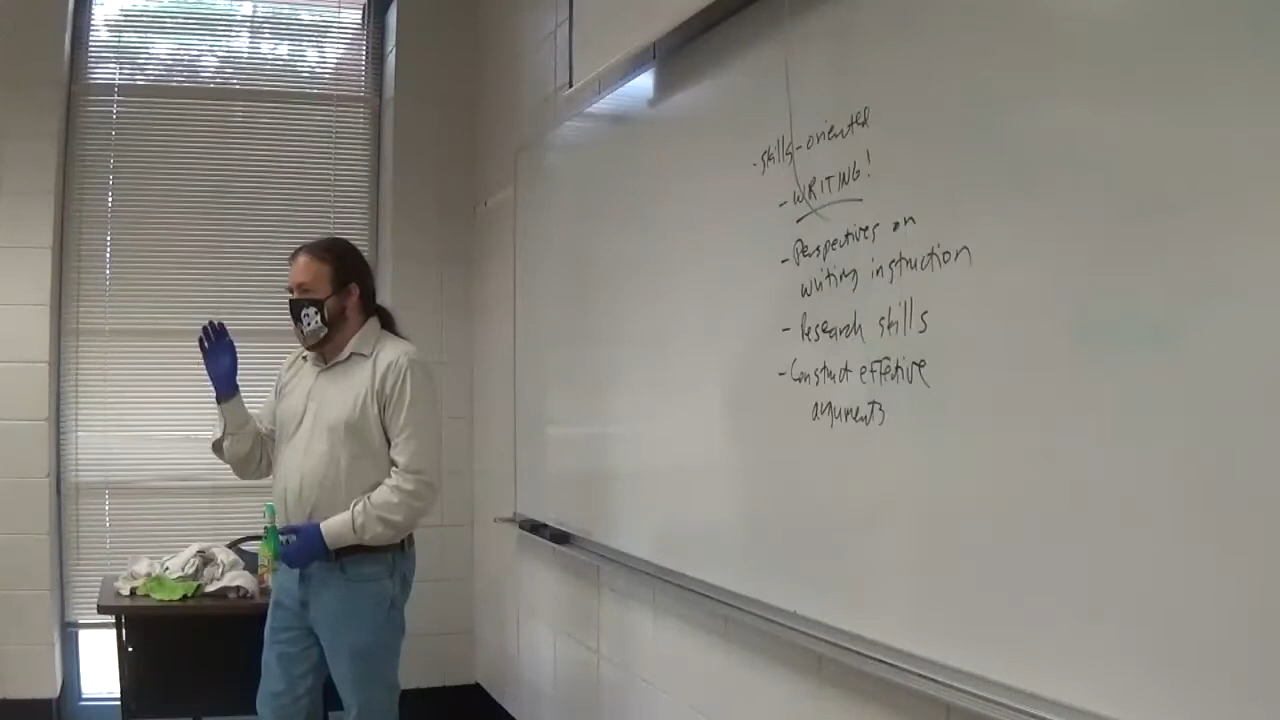 - skills-oriented
- WRITING!
- Perspectives on
writing instruction
- Research skills
- Construct effective
arguments